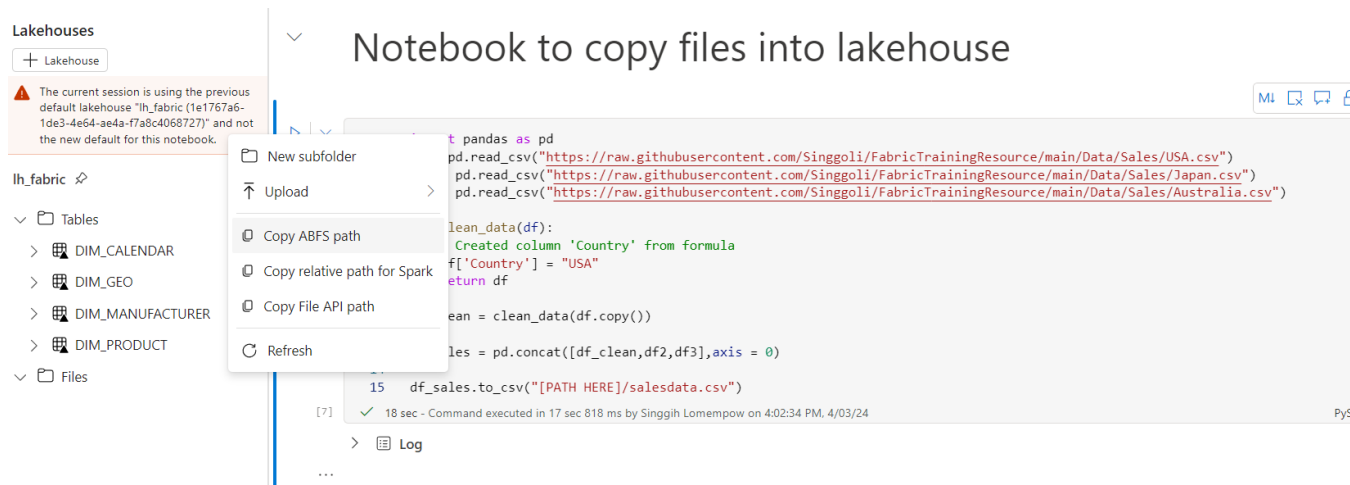 Lakehouses
Lakehouse
The current session is using the previous
default lakehouse "lh_fabric (1e1767a6-
1de3-4e64-ae4a-f7a8c4068727)" and not
the new default for this notebook.
lh_fabric
Tables
DIM_CALENDAR
DIM_GEO
DIM_MANUFACTURER
DIM_PRODUCT
Files
New subfolder
Upload
Copy ABFS path
Copy relative path for Spark
Copy File API path
Refresh
Notebook to copy files into lakehouse
M↓
pandas as pd
pd.read_csv("https://raw.githubusercontent.com/Singgoli/FabricTrainingResource/main/Data/Sales/USA.csv")
pd.read_csv("https://raw.githubusercontent.com/Singgoli/FabricTrainingResource/main/Data/Sales/Japan.csv")
pd.read_csv("https://raw.githubusercontent.com/Singgoli/FabricTrainingResource/main/Data/Sales/Australia.csv")
lean_data(df):
Created column 'Country' from formula
f['Country'] = "USA"
eturn df
ean = clean_data(df.copy())
les = pd.concat([df_clean,df2,df3],axis = 0)
15 df_sales.to_csv("[PATH HERE]/salesdata.csv")
[7] 18 sec - Command executed in 17 sec 818 ms by Singgih Lomempow on 4:02:34 PM, 4/03/24
PyS
Log